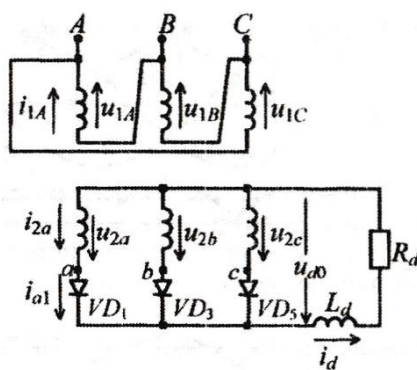 A B C
i1A u1A u1B u1C
i2a u2a u2b u2c ud0 Rd
a b c
ia1 VD1 VD3 VD5 Ld
id